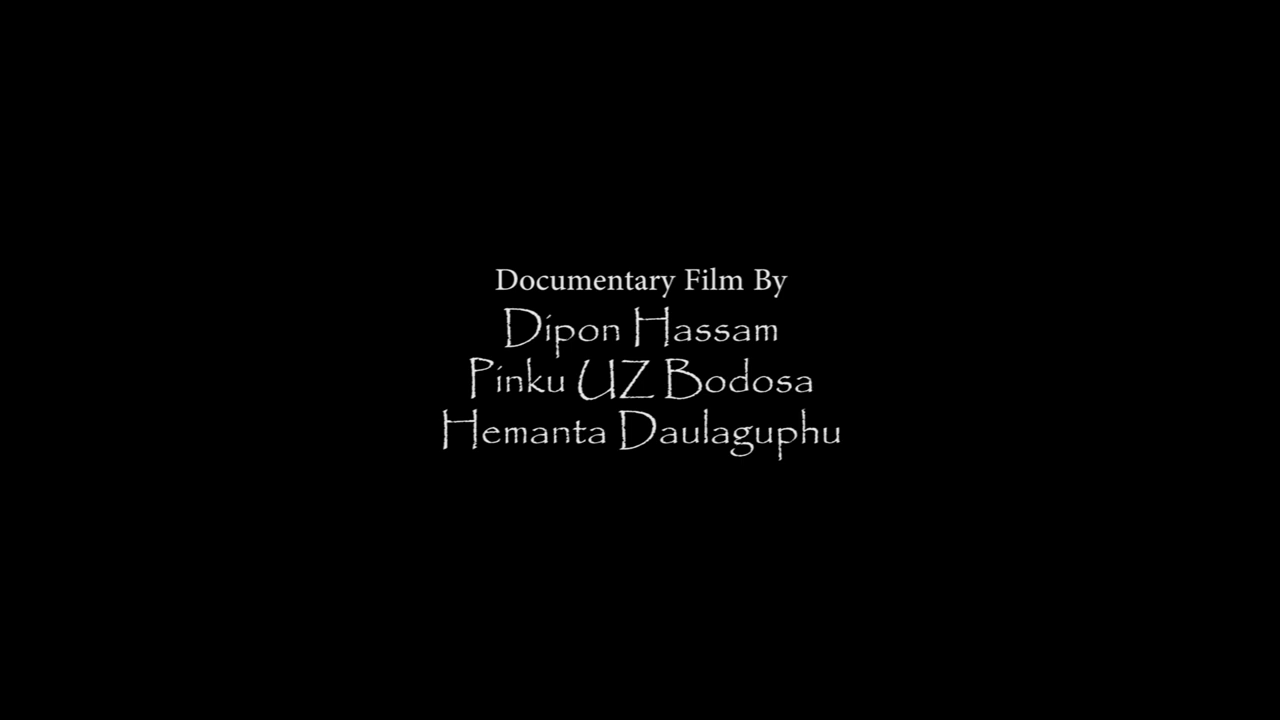 Documentary Film By
Dipon Hassam
Pinku UZ Bodosa
Hemanta Daulaguphu